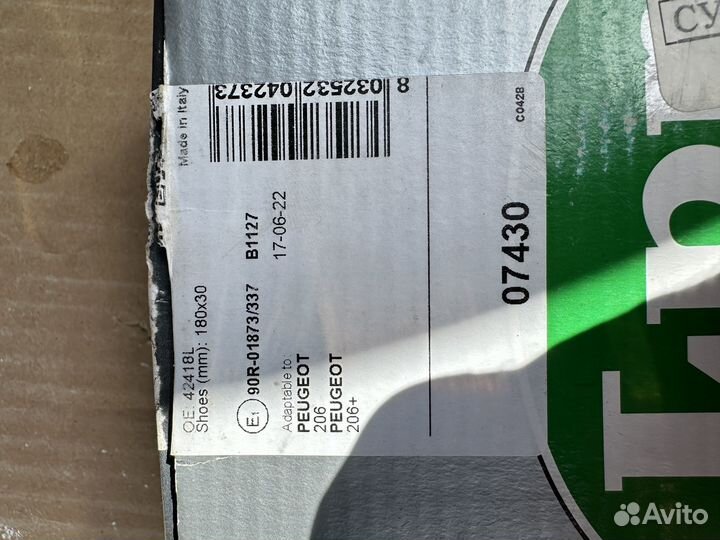 Made in Italy
OE: 42418L
Shoes (mm): 180x30
E1 90R-01873/337 B1127
17-06-22
Adaptable to:
PEUGEOT
206
PEUGEOT
206+
8 032532 042373
07430
C0428
Avito